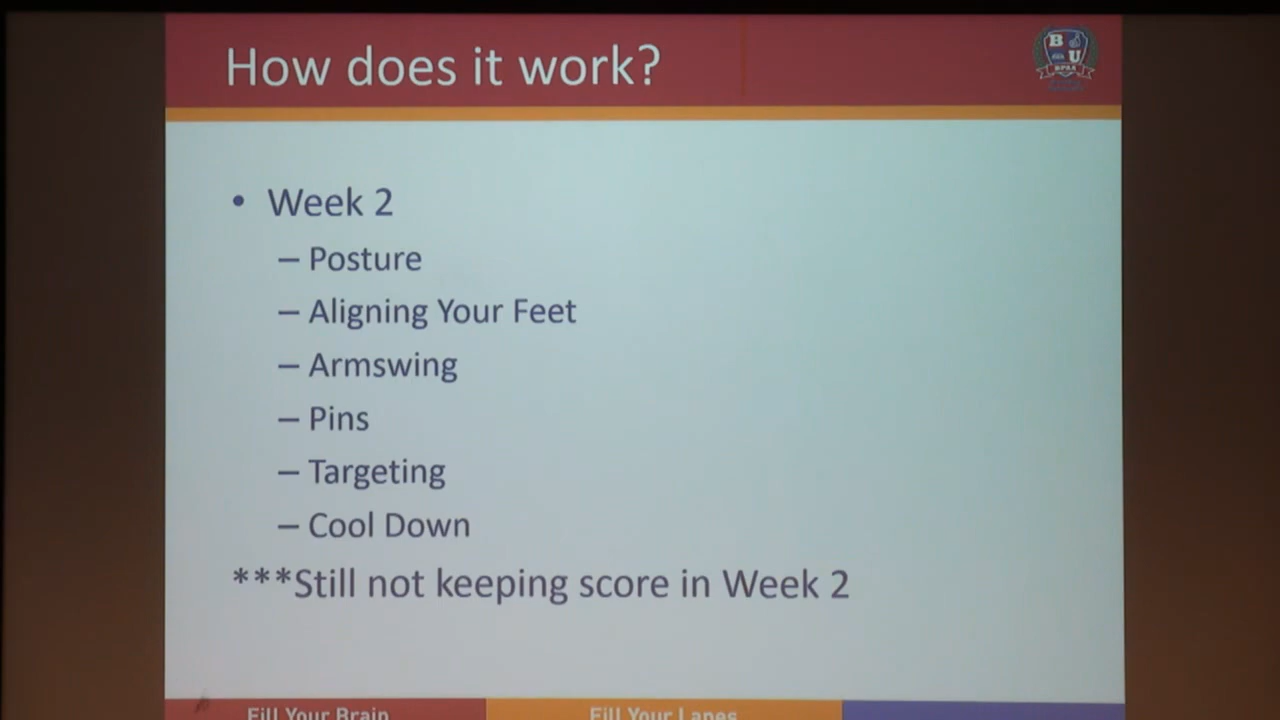 How does it work?
B
U
BPAA
• Week 2
– Posture
– Aligning Your Feet
– Armswing
– Pins
– Targeting
– Cool Down
***Still not keeping score in Week 2
Fill Your Brain
Fill Your Lanes